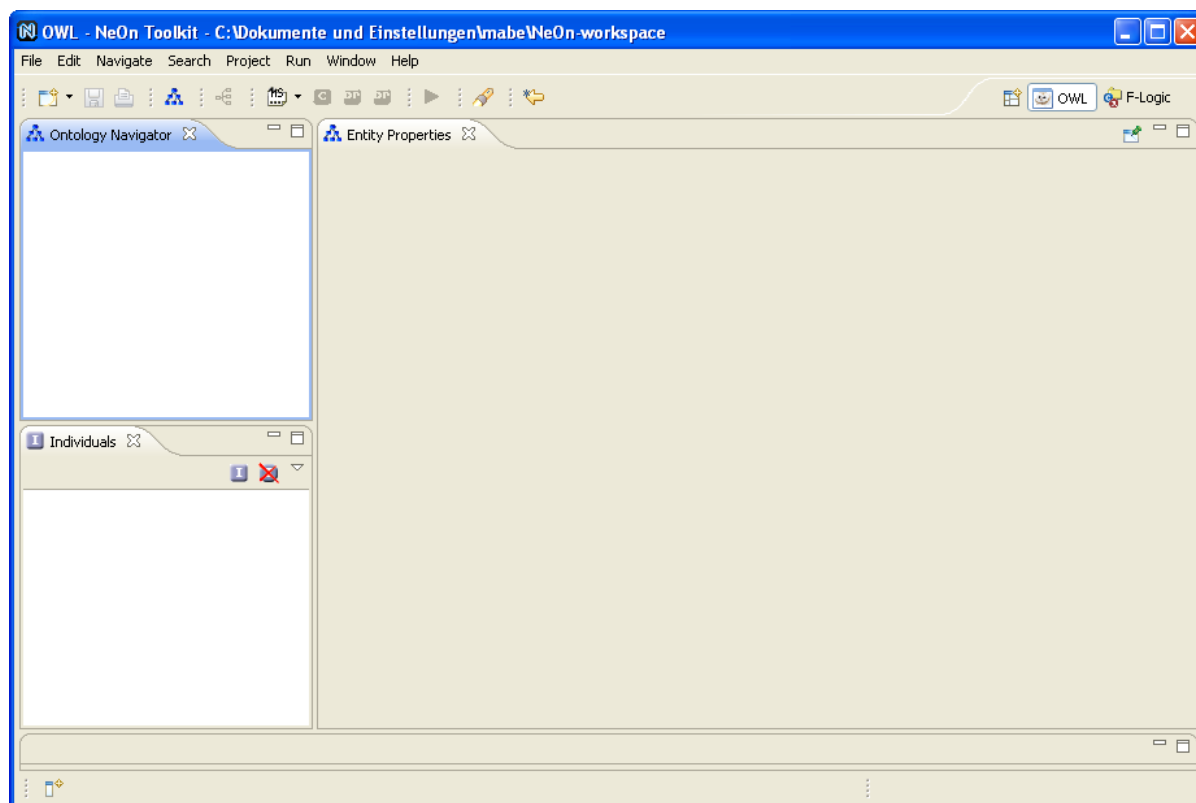 OWL - NeOn Toolkit - C:\Dokumente und Einstellungen\mabe\NeOn-workspace
File Edit Navigate Search Project Run Window Help
OWL F-Logic
Ontology Navigator Entity Properties
Individuals